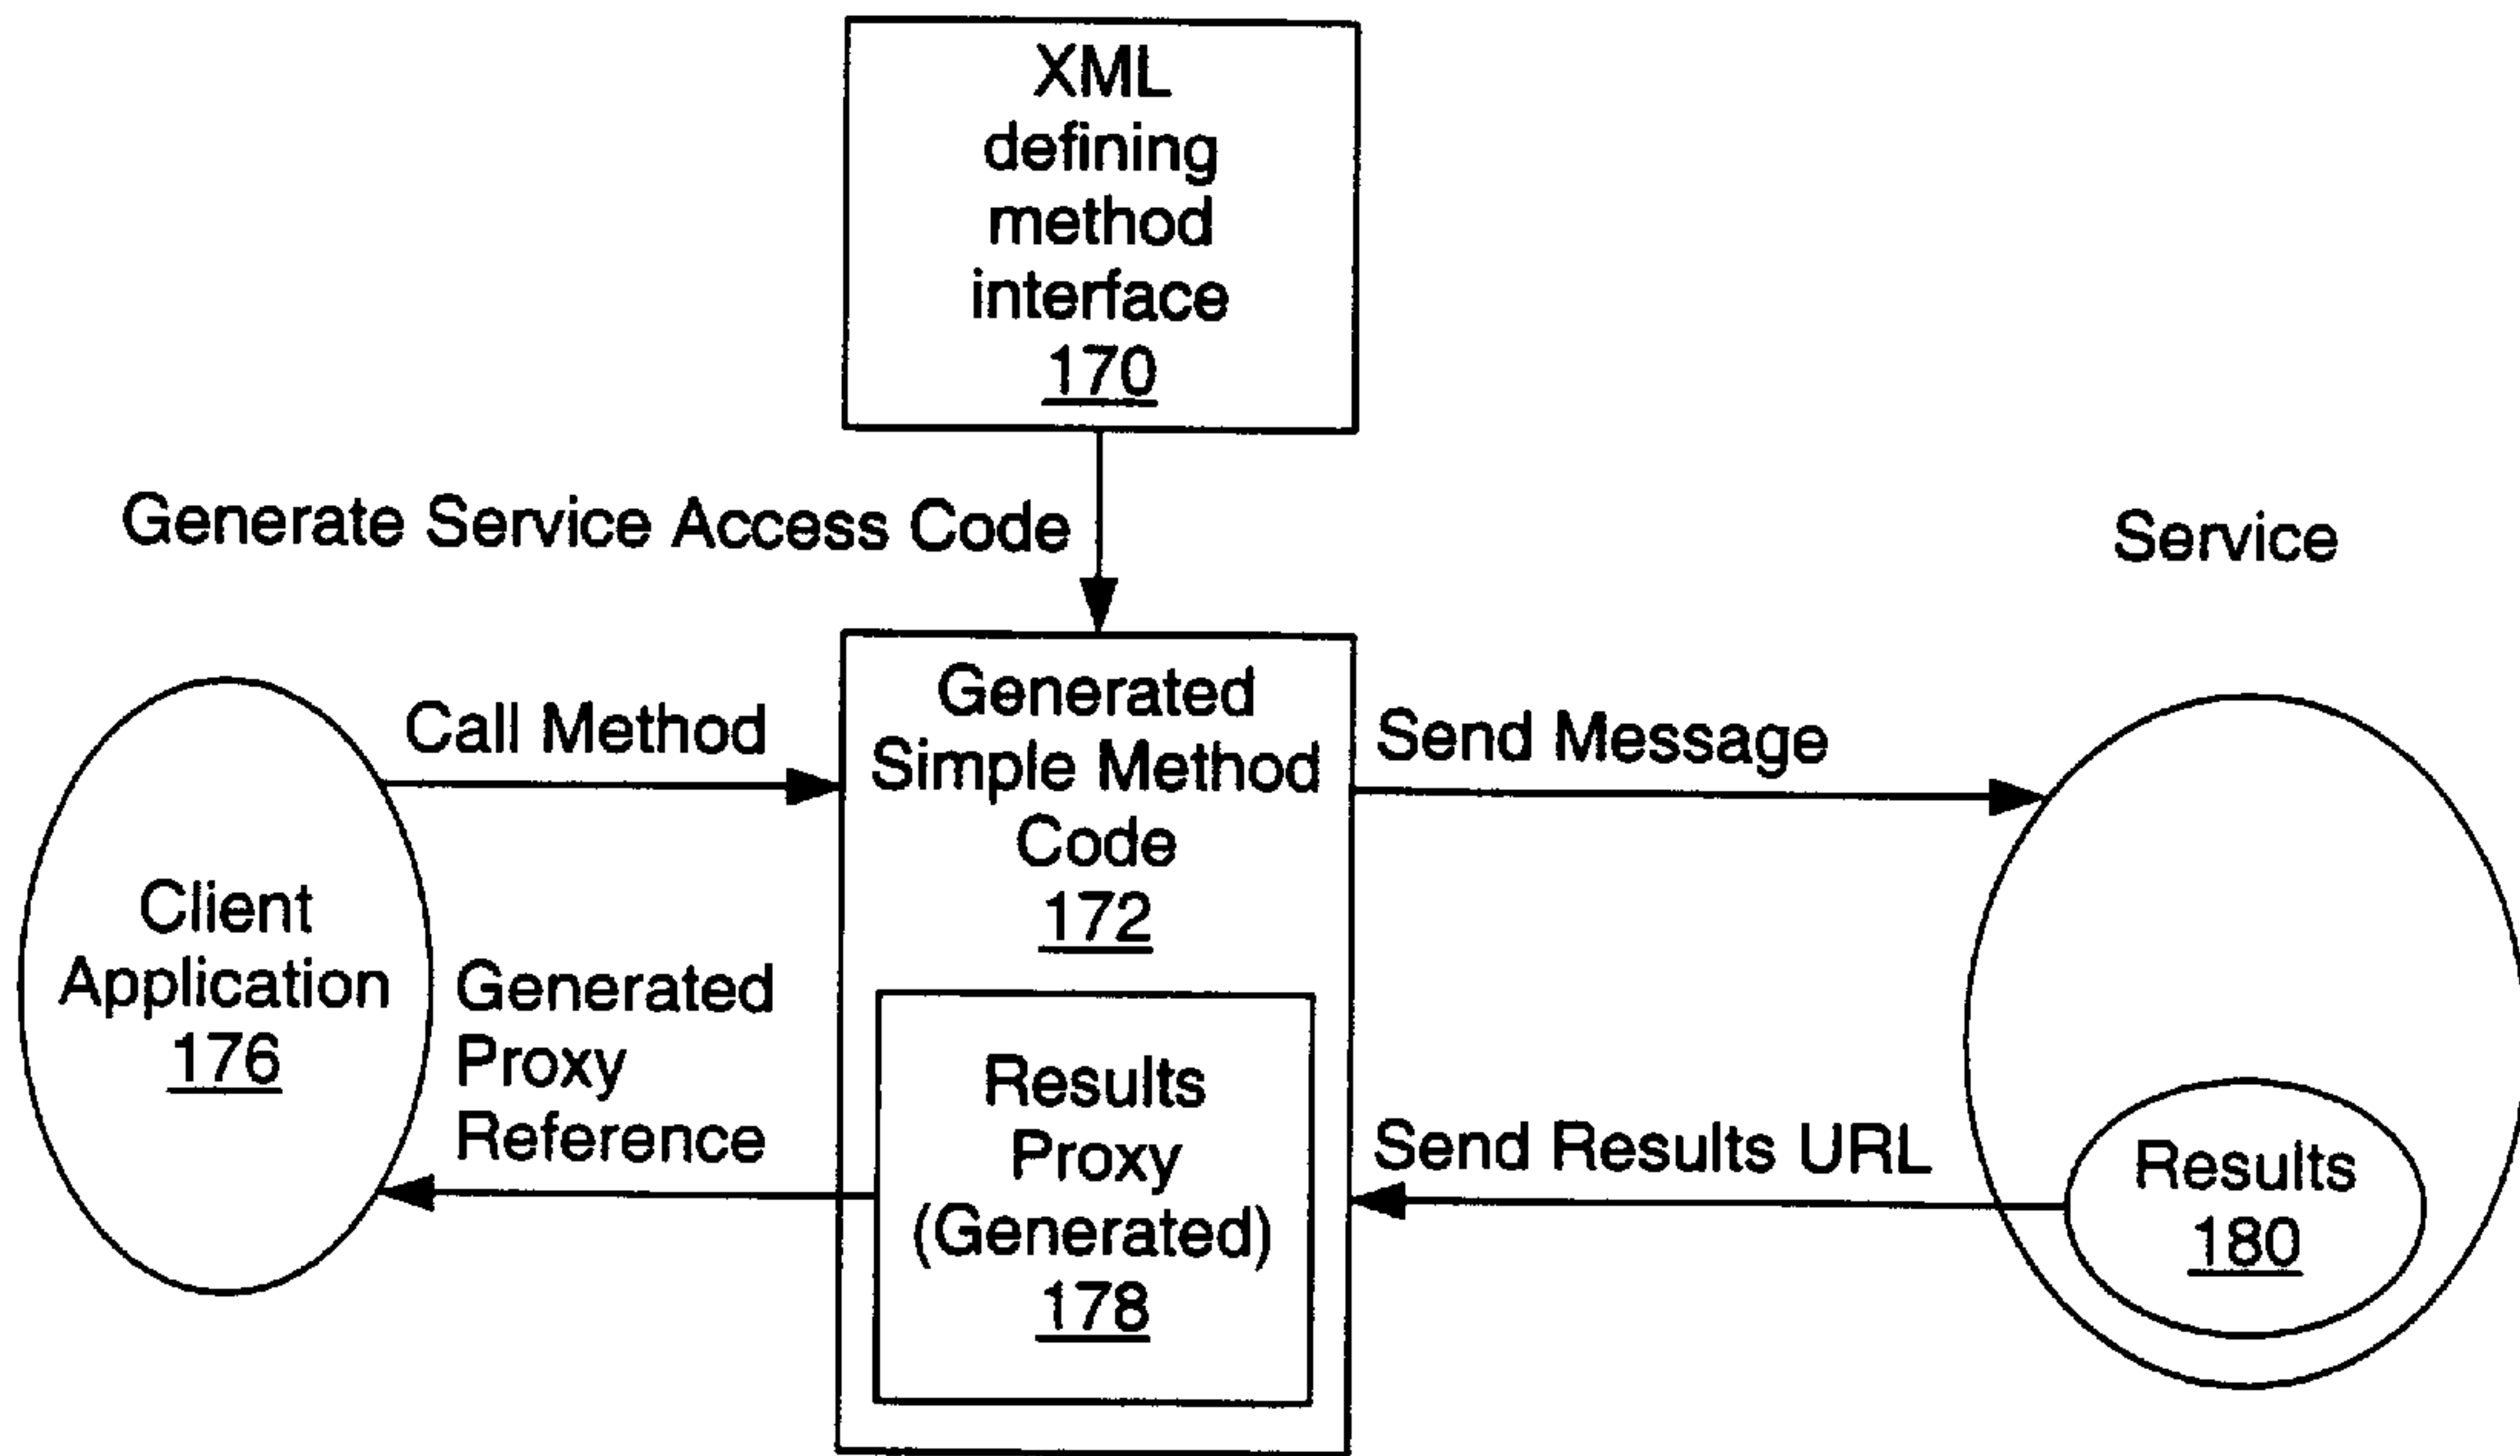 XML
defining
method
interface
170
Generate Service Access Code
Service
Generated
Simple Method
Code
172
Call Method
Send Message
Client
Application
176
Generated
Proxy
Reference
Results
Proxy
(Generated)
178
Send Results URL
Results
180